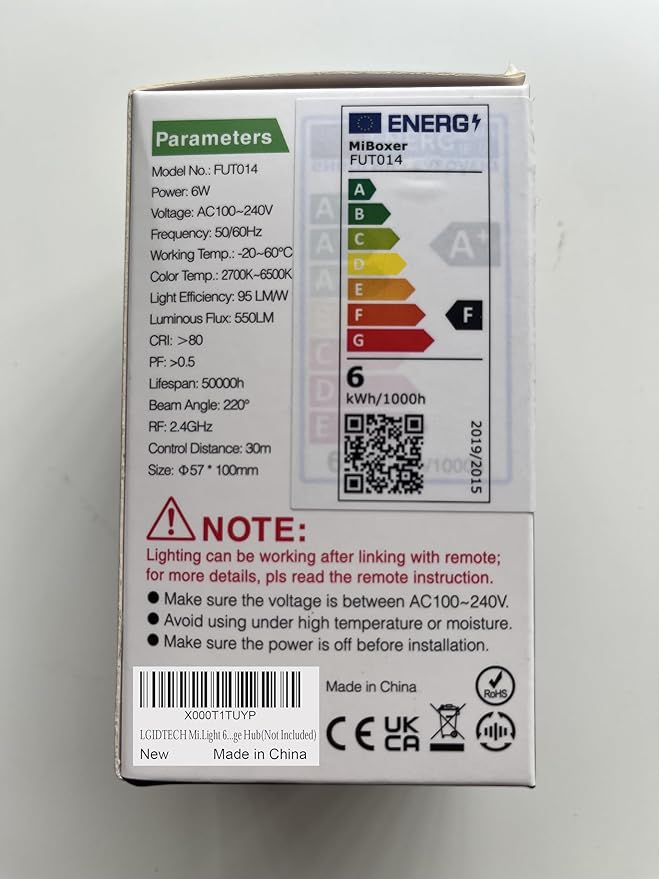 Parameters
Model No.: FUT014
Power: 6W
Voltage: AC100~240V
Frequency: 50/60Hz
Working Temp.: -20~60°C
Color Temp.: 2700K~6500K
Light Efficiency: 95 LM/W
Luminous Flux: 550LM
CRI: >80
PF: >0.5
Lifespan: 50000h
Beam Angle: 220°
RF: 2.4GHz
Control Distance: 30m
Size: Φ57 * 100mm
ENERG
MiBoxer
FUT014
A
B
C
D
E
F
G
F
6
kWh/1000h
2019/2015
A
A
A
C
D
E
A+
NOTE:
Lighting can be working after linking with remote;
for more details, pls read the remote instruction.
● Make sure the voltage is between AC100~240V.
● Avoid using under high temperature or moisture.
● Make sure the power is off before installation.
X000T1TUYP
LGIDTECH Mi.Light 6...ge Hub(Not Included)
New Made in China
Made in China
RoHS
CE UK CA